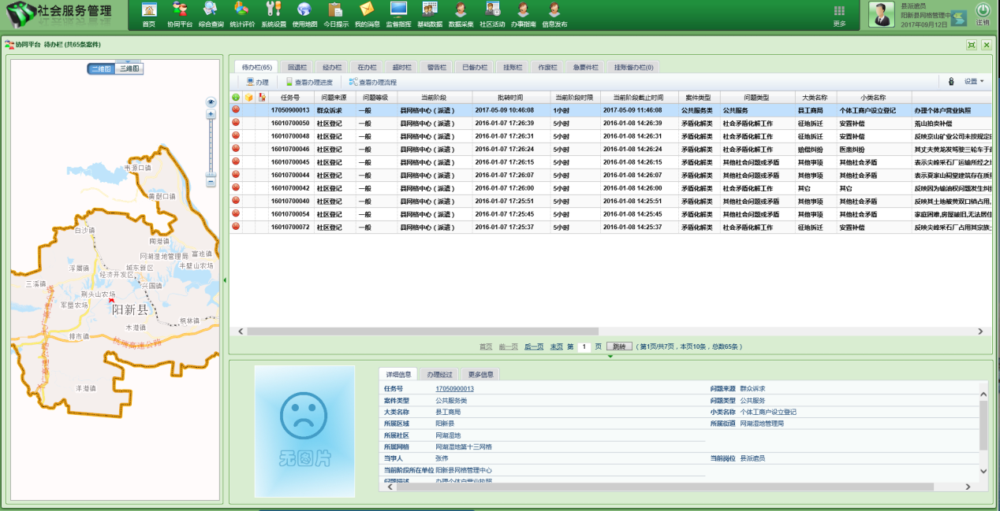 社会服务管理
首页 协同平台 综合查询 统计评价 系统设置 使用地图 今日提示 我的消息 监督指挥 基础数据 数据采集 社区活动 办事指南 信息发布
更多
县派遣员
阳新县网格管理中
2017年09月12日
注销
协同平台 待办栏 (共65条案件)
二维图 三维图
韦源口镇
黄颡口镇
白沙镇
陶港镇
网湖湿地管理局 富池镇
浮屠镇 城东新区 半壁山农场
经济开发区
三溪镇 兴国镇
荆头山农场
军垦农场 阳新县
枫林镇
木港镇
排市镇
杭瑞高速公路
洋港镇
待办栏(65) 回退栏 经办栏 在办栏 超时栏 警告栏 已督办栏 挂账栏 作废栏 急要件栏 挂账督办栏(0)
办理 查看办理进度 查看办理流程 设置
任务号 问题来源 问题等级 当前阶段 批转时间 当前阶段时限 当前阶段截止时间 案件类型 问题类型 大类名称 小类名称
17050900013 群众诉求 一般 县网格中心（派遣） 2017-05-09 10:46:08 1小时 2017-05-09 11:46:08 公共服务类 公共服务 县工商局 个体工商户设立登记 办理个体户营业执照
16010700050 社区登记 一般 县网格中心（派遣） 2016-01-07 17:26:39 5小时 2016-01-08 14:26:39 矛盾化解类 社会矛盾化解工作 征地拆迁 安置补偿 荒山拍卖补偿
16010700048 社区登记 一般 县网格中心（派遣） 2016-01-07 17:26:31 5小时 2016-01-08 14:26:31 矛盾化解类 社会矛盾化解工作 征地拆迁 安置补偿 反映京山矿业公司未按规定
16010700046 社区登记 一般 县网格中心（派遣） 2016-01-07 17:26:24 5小时 2016-01-08 14:26:24 矛盾化解类 社会矛盾化解工作 赔偿纠纷 医患纠纷 其丈夫黄龙发驾驶三轮车于
16010700045 社区登记 一般 县网格中心（派遣） 2016-01-07 17:26:15 5小时 2016-01-08 14:26:15 矛盾化解类 其他社会问题或矛盾 其他事项 其他社会矛盾 表示尖峰采石厂运输所经之
16010700044 社区登记 一般 县网格中心（派遣） 2016-01-07 17:26:07 5小时 2016-01-08 14:26:07 矛盾化解类 其他社会问题或矛盾 其他事项 其他社会矛盾 表示夏家山祠堂建筑存在质
16010700042 社区登记 一般 县网格中心（派遣） 2016-01-07 17:26:00 5小时 2016-01-08 14:26:00 矛盾化解类 社会矛盾化解工作 其它 其它 反映因为输油权问题发生纠
16010700040 社区登记 一般 县网格中心（派遣） 2016-01-07 17:25:51 5小时 2016-01-08 14:25:51 矛盾化解类 其他社会问题或矛盾 其他事项 其他社会矛盾 反映其土地被黄双口镇占用,
16010700054 社区登记 一般 县网格中心（派遣） 2016-01-07 17:25:45 5小时 2016-01-08 14:25:45 矛盾化解类 其他社会问题或矛盾 其他事项 其他社会矛盾 家庭困难,房屋破旧,无法居住
16010700072 社区登记 一般 县网格中心（派遣） 2016-01-07 17:25:37 5小时 2016-01-08 14:25:37 矛盾化解类 社会矛盾化解工作 征地拆迁 安置补偿 反映尖峰采石厂占用其宗族
首页 前一页 后一页 末页 第 1 页 跳转 （第1页/共7页，本页10条，总数65条）
无图片
详细信息 办理经过 更多信息
任务号 17050900013 问题来源 群众诉求
案件类型 公共服务类 问题类型 公共服务
大类名称 县工商局 小类名称 个体工商户设立登记
所属区域 阳新县 所属街道 网湖湿地管理局
所属社区 网湖湿地
所属网格 网湖湿地第十三网格
当事人 张伟 当前岗位 县派遣员
当前阶段所在单位 阳新县网格管理中心
问题描述 办理个体户营业执照